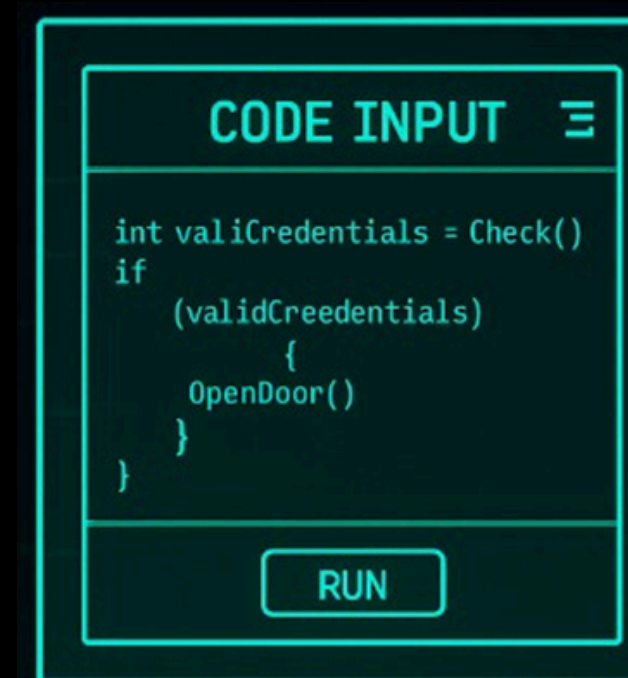 CODE INPUT
int valiCredentials = Check()
if
(validCreedentials)
{
OpenDoor()
}
}
RUN